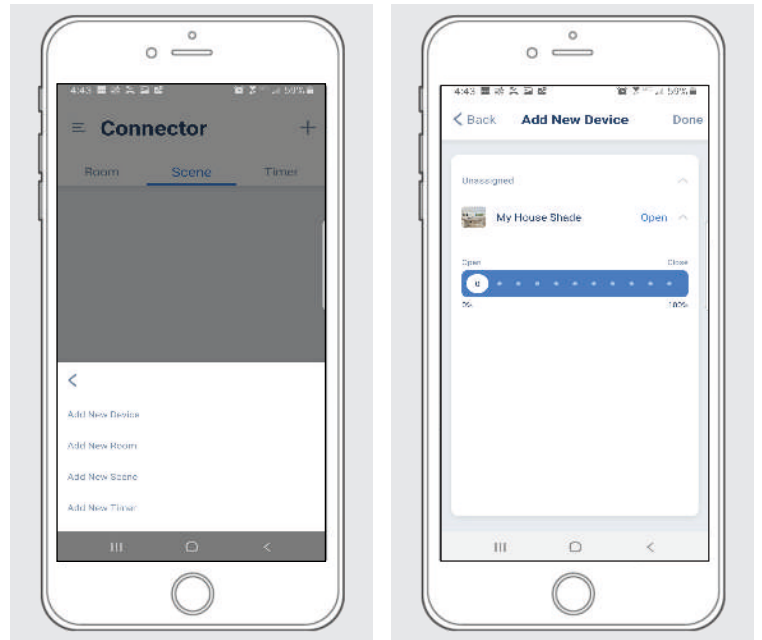 4:43
59%
Connector
Room Scene Timer
Add New Device
Add New Room
Add New Scene
Add New Timer
4:43
59%
Back Add New Device Done
Unassigned
My House Shade Open
Open Close
0
0% 100%